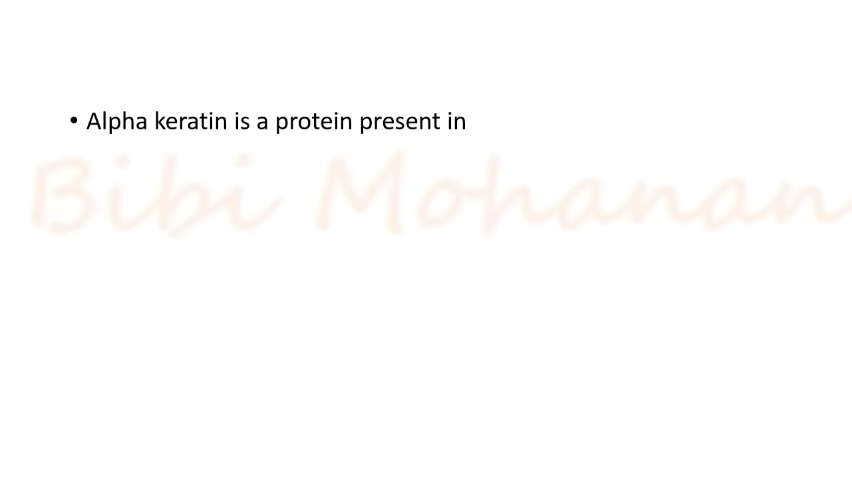 • Alpha keratin is a protein present in
Bibi Mohanan